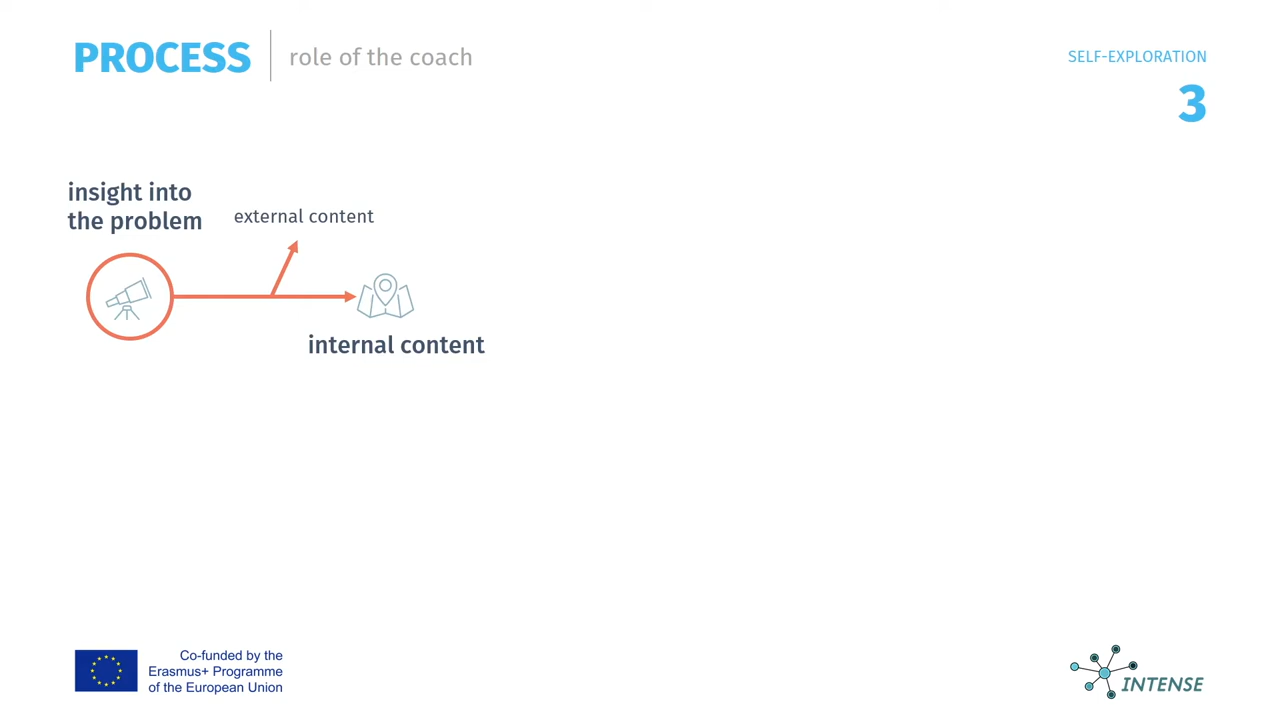 PROCESS
role of the coach
SELF-EXPLORATION
3
insight into
the problem
external content
internal content
Co-funded by the
Erasmus+ Programme
of the European Union
INTENSE